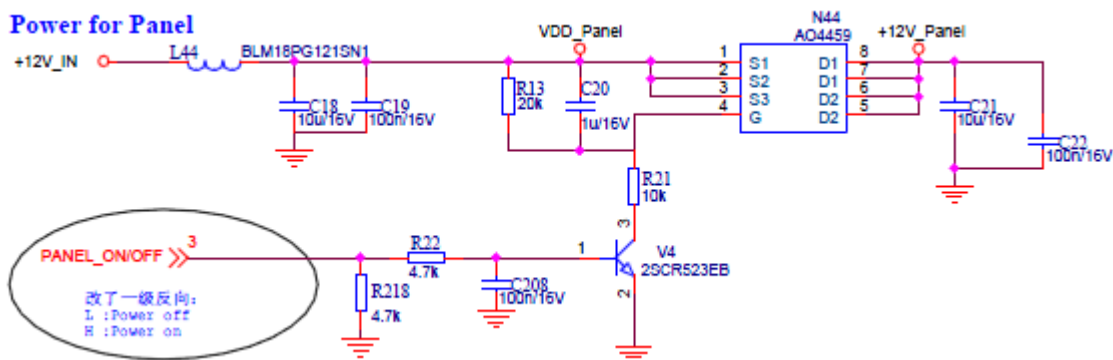 Power for Panel
+12V_IN
L44
BLM18PG121SN1
C18
10u/16V
C19
100n/16V
R13
20k
VDD_Panel
C20
1u/16V
N44
AO4459
1
2
3
4
S1
S2
S3
G
D1
D1
D2
D2
8
7
6
5
+12V_Panel
C21
10u/16V
C22
100n/16V
R21
10k
3
1
2
V4
2SCR523EB
PANEL_ON/OFF
3
R22
4.7k
R218
4.7k
C208
100n/16V
改了一级反向：
L :Power off
H :Power on